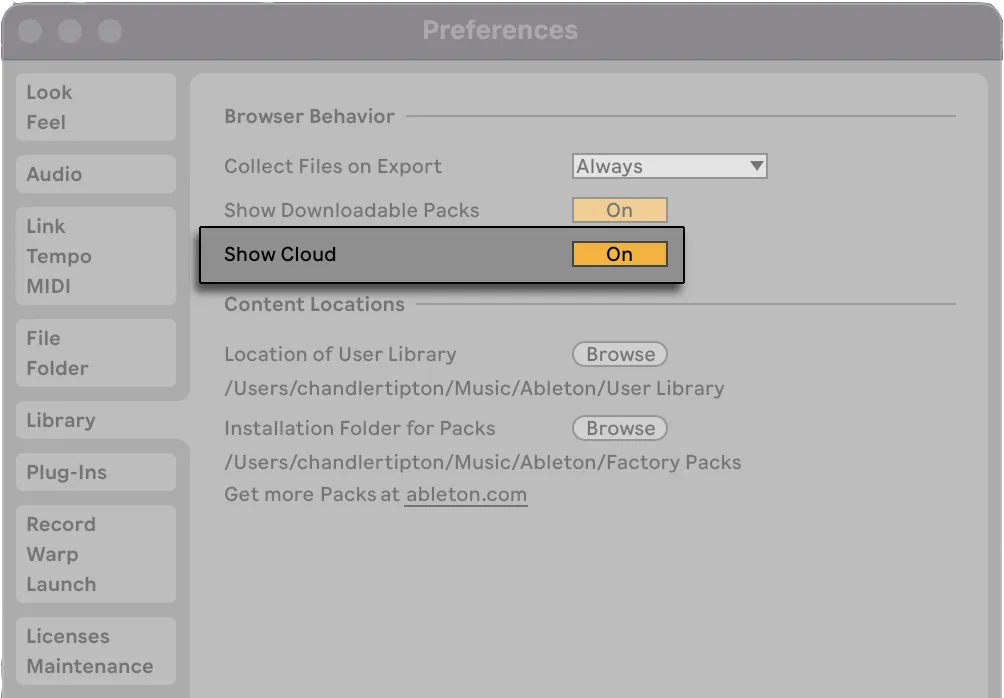 Preferences
Look
Feel
Audio
Link
Tempo
MIDI
File
Folder
Library
Plug-Ins
Record
Warp
Launch
Licenses
Maintenance
Browser Behavior
Collect Files on Export Always
Show Downloadable Packs On
Show Cloud On
Content Locations
Location of User Library Browse
/Users/chandlertipton/Music/Ableton/User Library
Installation Folder for Packs Browse
/Users/chandlertipton/Music/Ableton/Factory Packs
Get more Packs at ableton.com